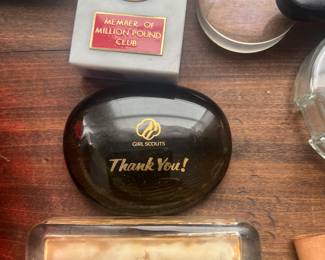 MEMBER OF
MILLION POUND
CLUB
GIRL SCOUTS
Thank You!